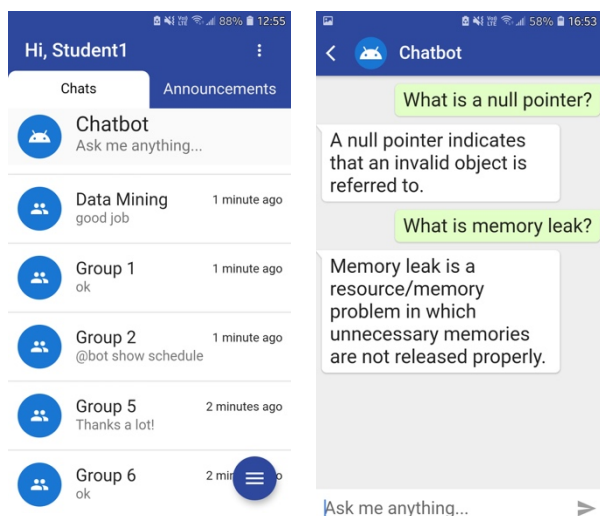 88% 12:55
Hi, Student1
Chats Announcements
Chatbot
Ask me anything...
Data Mining 1 minute ago
good job
Group 1 1 minute ago
ok
Group 2 1 minute ago
@bot show schedule
Group 5 2 minutes ago
Thanks a lot!
Group 6 2
ok
58% 16:53
Chatbot
What is a null pointer?
A null pointer indicates
that an invalid object is
referred to.
What is memory leak?
Memory leak is a
resource/memory
problem in which
unnecessary memories
are not released properly.
Ask me anything...